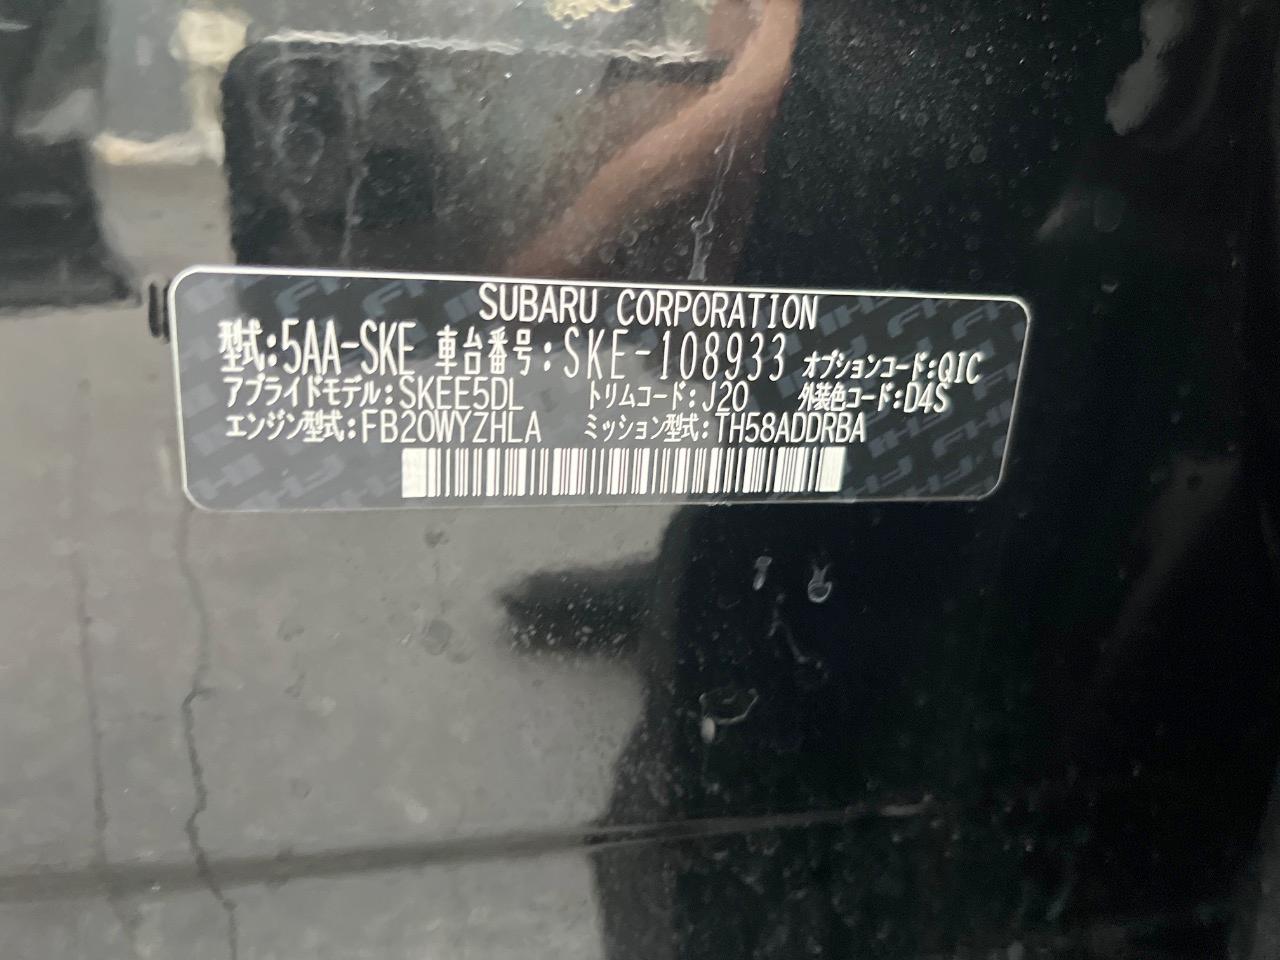 SUBARU CORPORATION
型式:5AA-SKE 車台番号:SKE-108933 オプションコード:QIC
アプライドモデル:SKEE5DL トリムコード:J20 外装色コード:D4S
エンジン型式:FB20WYZHLA ミッション型式:TH58ADDRBA